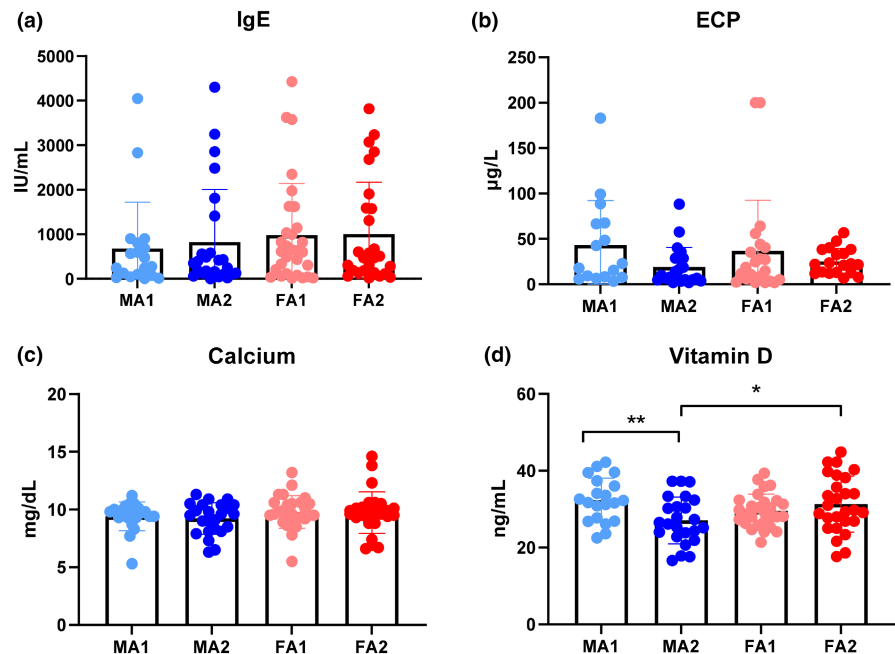 (a) IgE
IU/mL
5000
4000
3000
2000
1000
0
MA1 MA2 FA1 FA2
(b) ECP
µg/L
250
200
150
100
50
0
MA1 MA2 FA1 FA2
(c) Calcium
mg/dL
20
15
10
5
0
MA1 MA2 FA1 FA2
(d) Vitamin D
ng/mL
60
40
20
0
** *
MA1 MA2 FA1 FA2